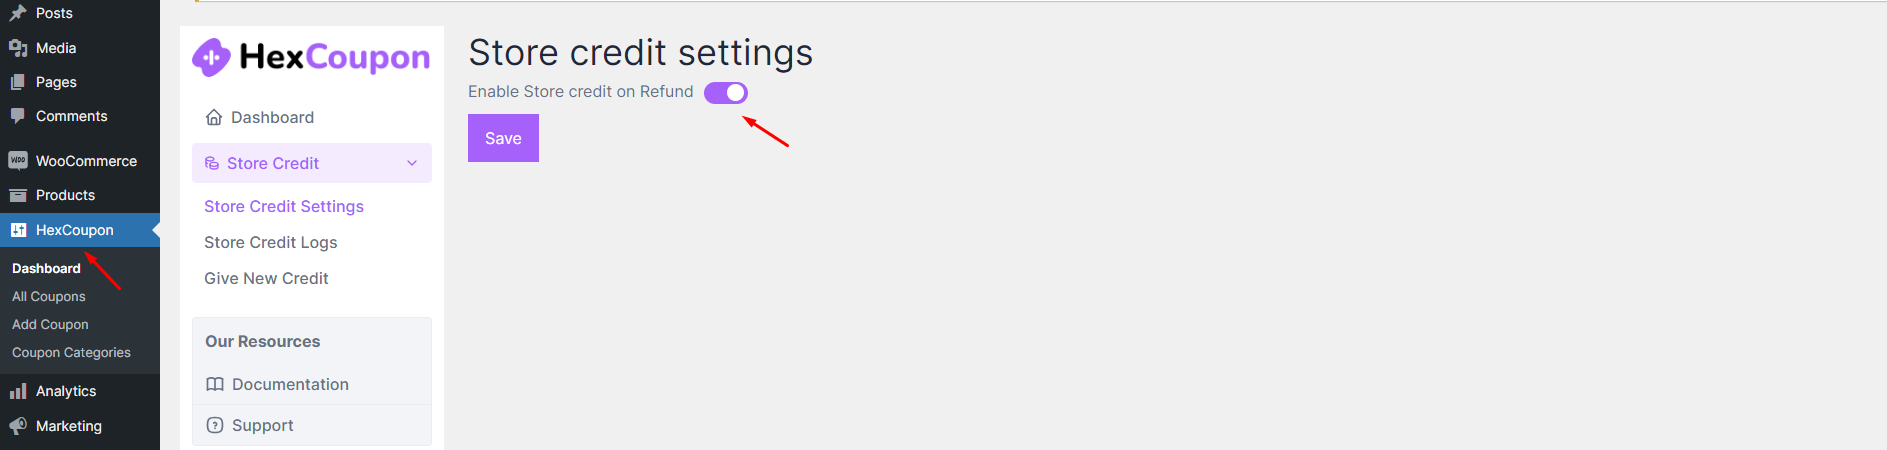 Posts
Media
Pages
Comments
WooCommerce
Products
HexCoupon
Dashboard
All Coupons
Add Coupon
Coupon Categories
Analytics
Marketing
HexCoupon
Dashboard
Store Credit
Store Credit Settings
Store Credit Logs
Give New Credit
Our Resources
Documentation
Support
Store credit settings
Enable Store credit on Refund
Save